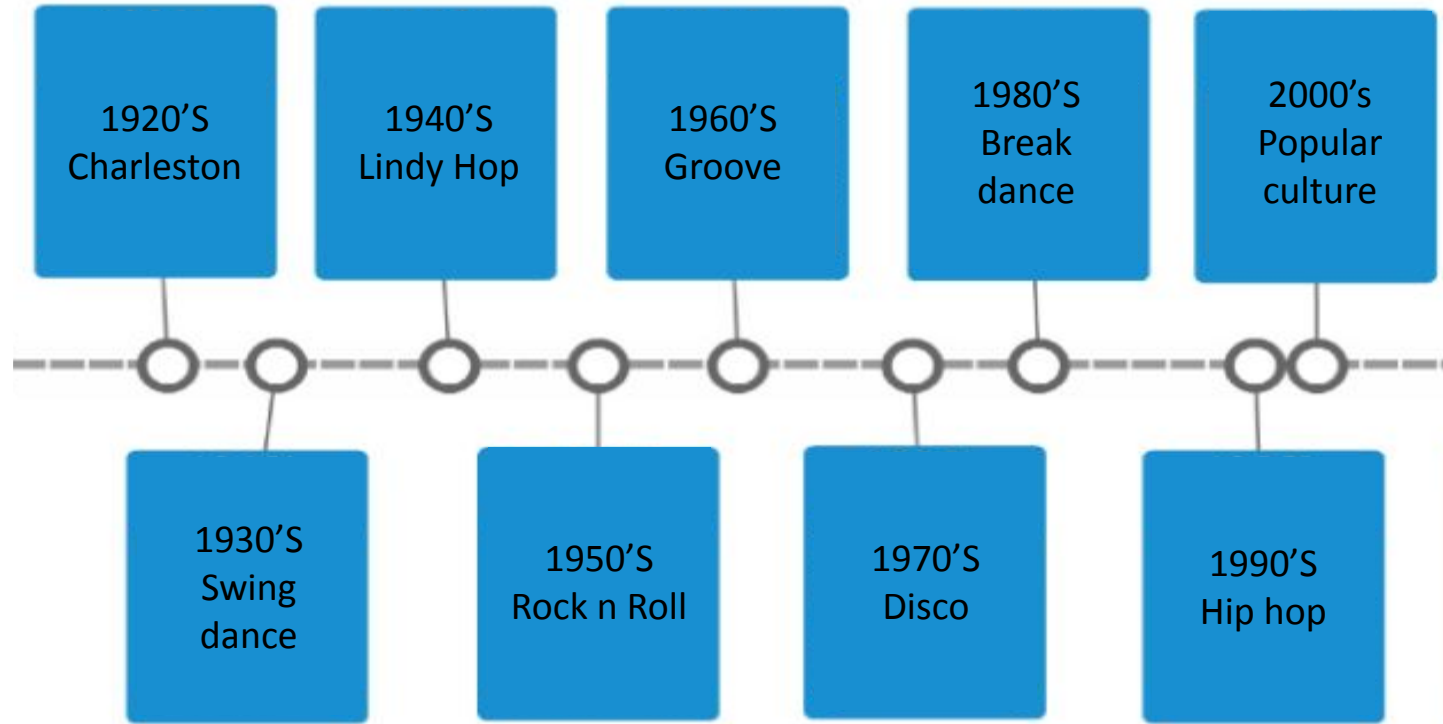 1920’S
Charleston
1940’S
Lindy Hop
1960’S
Groove
1980’S
Break
dance
2000’s
Popular
culture
1930’S
Swing
dance
1950’S
Rock n Roll
1970’S
Disco
1990’S
Hip hop